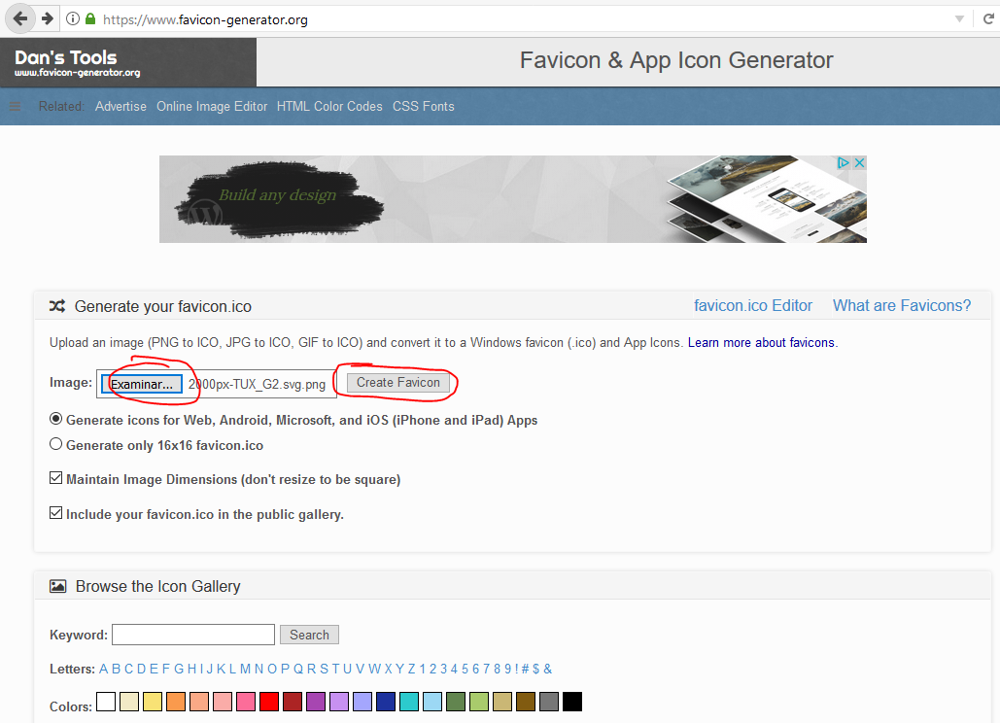 https://www.favicon-generator.org
Dan's Tools
www.favicon-generator.org
Favicon & App Icon Generator
Related: Advertise Online Image Editor HTML Color Codes CSS Fonts
Build any design
Generate your favicon.ico
favicon.ico Editor What are Favicons?
Upload an image (PNG to ICO, JPG to ICO, GIF to ICO) and convert it to a Windows favicon (.ico) and App Icons. Learn more about favicons.
Image: Examinar... 2000px-TUX_G2.svg.png Create Favicon
Generate icons for Web, Android, Microsoft, and iOS (iPhone and iPad) Apps
Generate only 16x16 favicon.ico
Maintain Image Dimensions (don't resize to be square)
Include your favicon.ico in the public gallery.
Browse the Icon Gallery
Keyword: Search
Letters: A B C D E F G H I J K L M N O P Q R S T U V W X Y Z 1 2 3 4 5 6 7 8 9 ! # $ &
Colors: